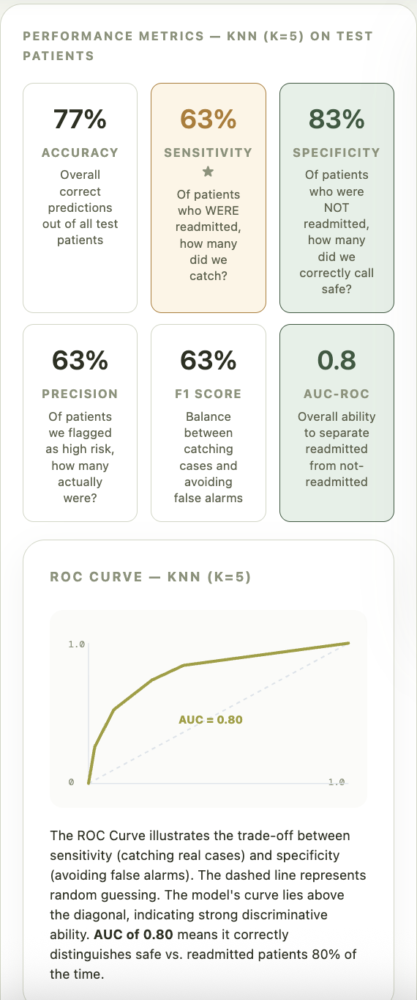 PERFORMANCE METRICS — KNN (K=5) ON TEST
PATIENTS
77%
ACCURACY
Overall
correct
predictions
out of all test
patients
63%
SENSITIVITY
★
Of patients
who WERE
readmitted,
how many
did we
catch?
83%
SPECIFICITY
Of patients
who were
NOT
readmitted,
how many
did we
correctly call
safe?
63%
PRECISION
Of patients
we flagged
as high risk,
how many
actually
were?
63%
F1 SCORE
Balance
between
catching
cases and
avoiding
false alarms
0.8
AUC-ROC
Overall ability
to separate
readmitted
from not-
readmitted
ROC CURVE — KNN (K=5)
1.0
AUC = 0.80
0
1.0
The ROC Curve illustrates the trade-off between
sensitivity (catching real cases) and specificity
(avoiding false alarms). The dashed line represents
random guessing. The model's curve lies above
the diagonal, indicating strong discriminative
ability. AUC of 0.80 means it correctly
distinguishes safe vs. readmitted patients 80% of
the time.